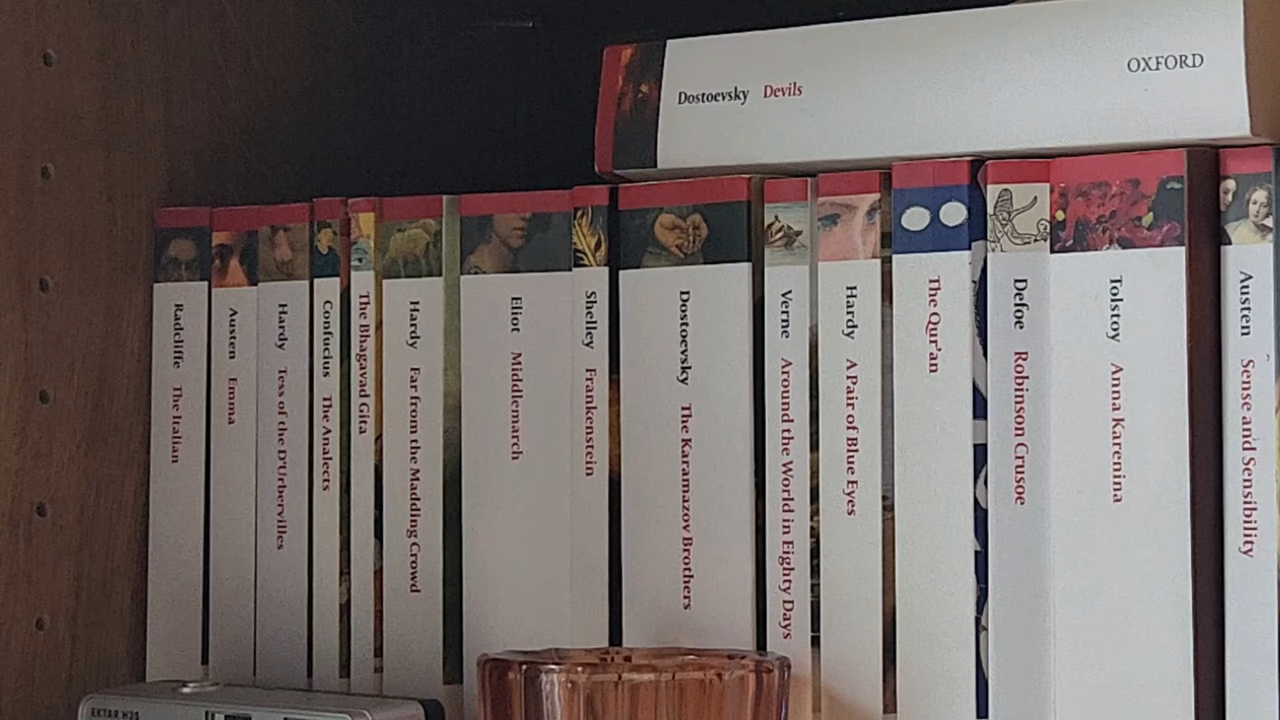 Dostoevsky Devils OXFORD
Radcliffe The Italian
Austen Emma
Hardy Tess of the D'Urbervilles
Confucius The Analects
The Bhagavad Gita
Hardy Far from the Madding Crowd
Eliot Middlemarch
Shelley Frankenstein
Dostoevsky The Karamazov Brothers
Verne Around the World in Eighty Days
Hardy A Pair of Blue Eyes
The Qur'an
Defoe Robinson Crusoe
Tolstoy Anna Karenina
Austen Sense and Sensibility
EKTAR H35